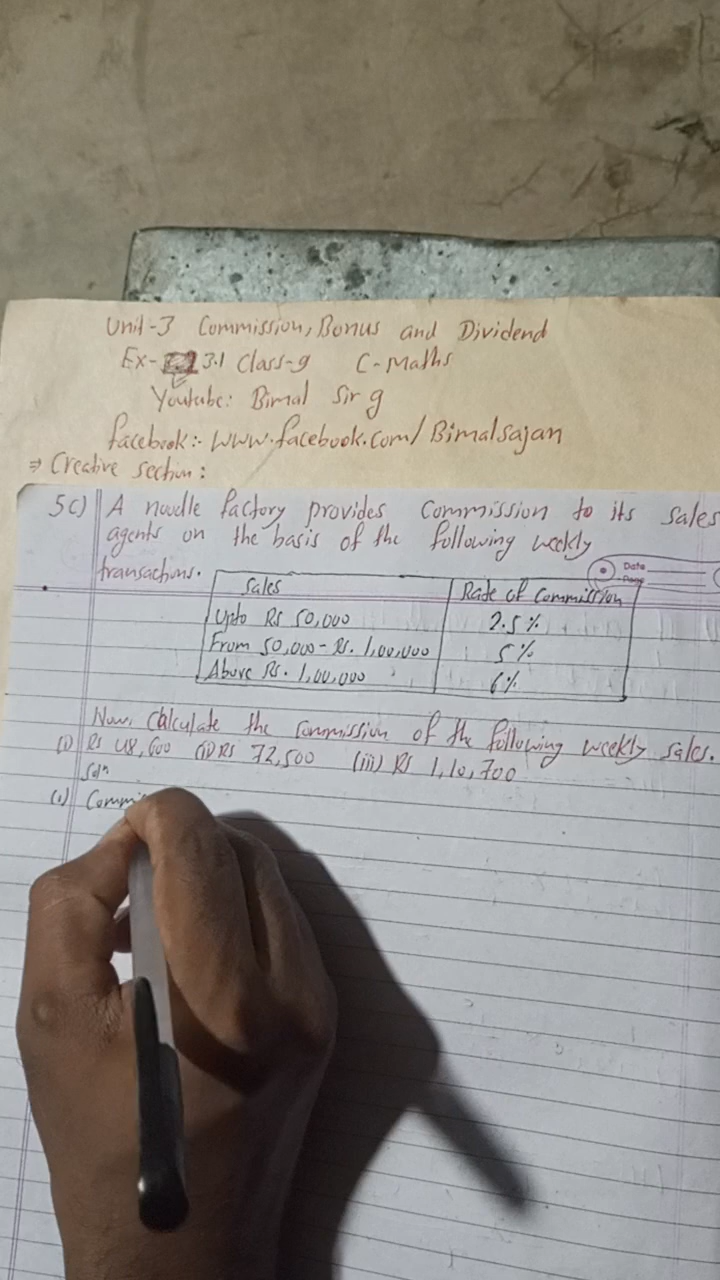 Unit-3 Commission, Bonus and Dividend
Ex- 3.1 Class-9 C-Maths
Youtube: Bimal Sir g
facebook:- www.facebook.com/Bimalsajan
⇒ Creative section:
5c) A noodle factory provides Commission to its sales
agents on the basis of the following weekly
transactions.
Date
Page
Sales Rate of Commission
Upto Rs 50,000 2.5%
From 50,000 - Rs. 1,00,000 5%
Above Rs. 1,00,000 6%
Now, Calculate the commission of the following weekly sales.
(i) Rs 48,600 (ii) Rs 72,500 (iii) Rs 1,10,700
Soln
(i) Commi